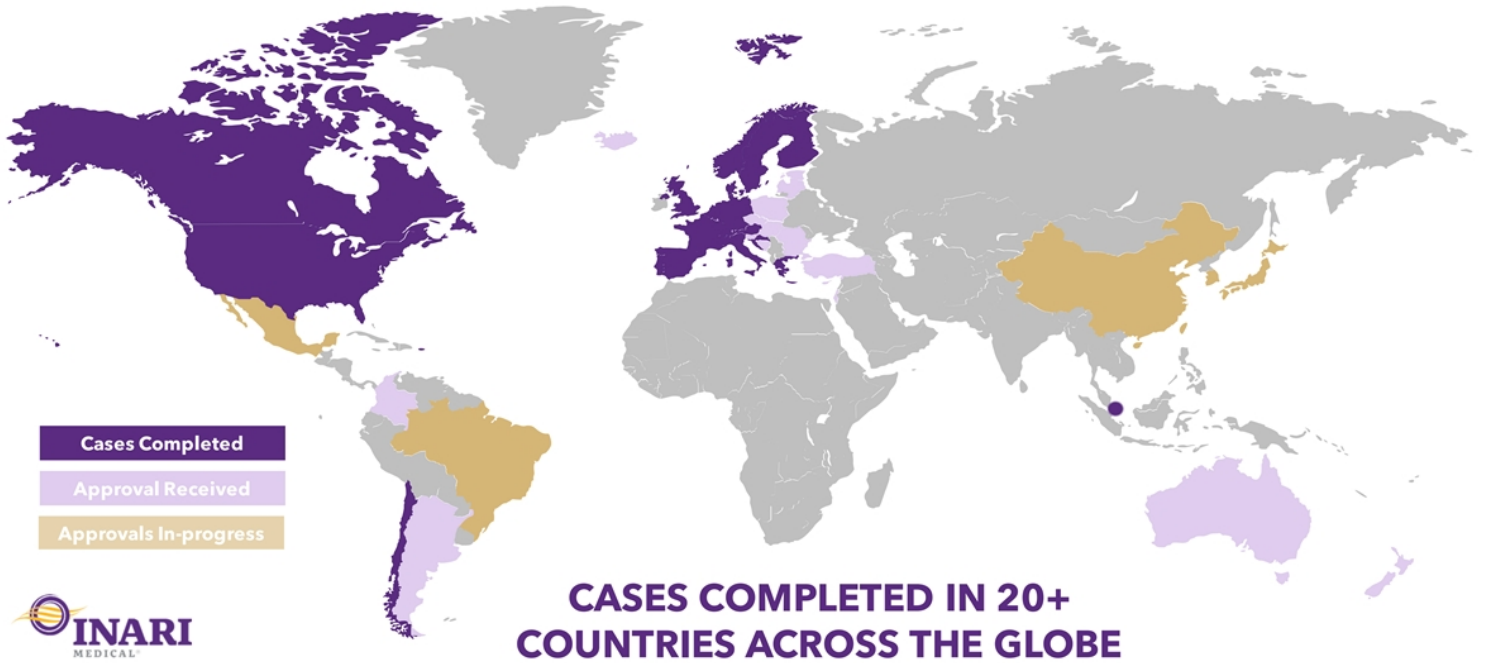 Cases Completed
Approval Received
Approvals In-progress
INARI
MEDICAL
CASES COMPLETED IN 20+
COUNTRIES ACROSS THE GLOBE